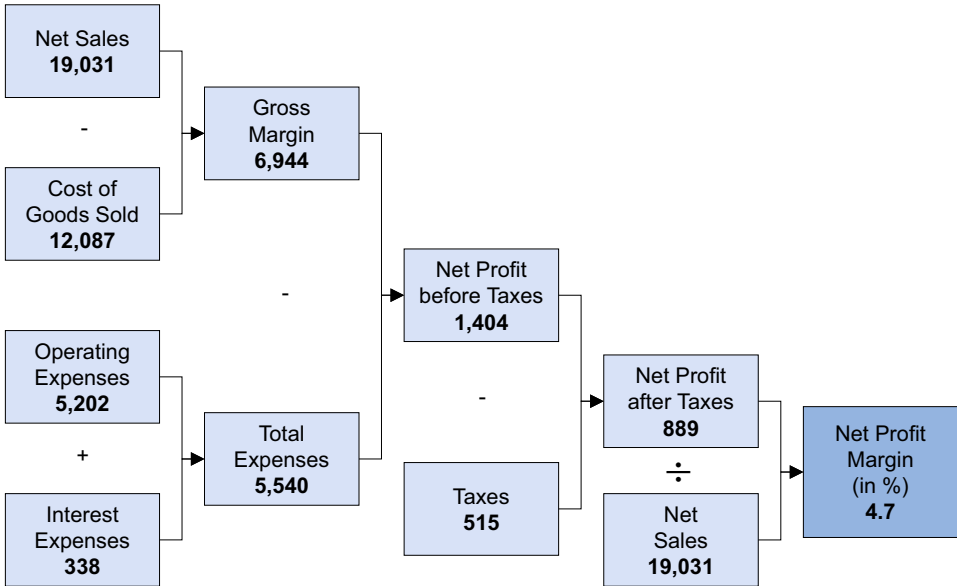 Net Sales
19,031
-
Cost of
Goods Sold
12,087
Gross
Margin
6,944
-
Operating
Expenses
5,202
+
Interest
Expenses
338
Total
Expenses
5,540
Net Profit
before Taxes
1,404
-
Taxes
515
Net Profit
after Taxes
889
÷
Net
Sales
19,031
Net Profit
Margin
(in %)
4.7